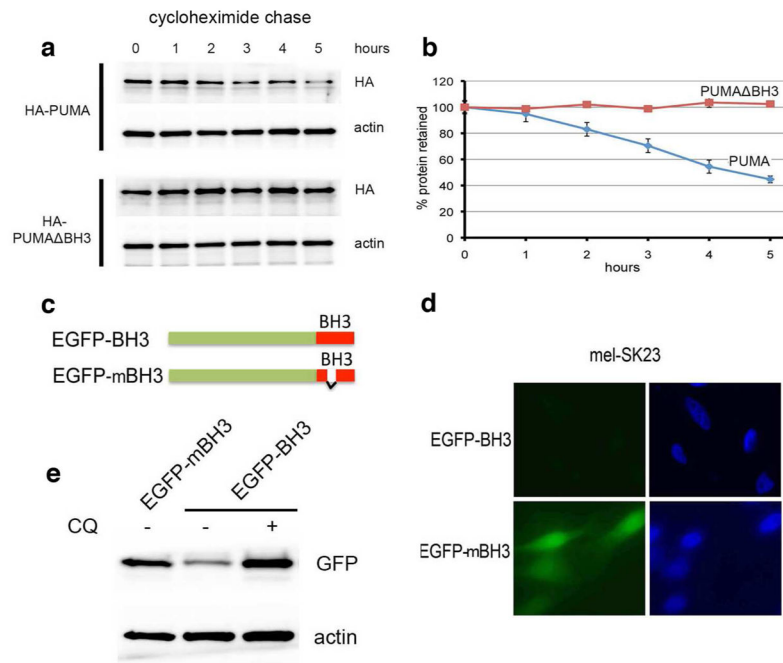 cycloheximide chase
a
0 1 2 3 4 5 hours
HA-PUMA
HA
actin
HA-
PUMAΔBH3
HA
actin
b
% protein retained
120
100
80
60
40
20
0
PUMAΔBH3
PUMA
0 1 2 3 4 5
hours
c
BH3
EGFP-BH3
BH3
EGFP-mBH3
d
mel-SK23
EGFP-BH3
EGFP-mBH3
e
EGFP-mBH3
EGFP-BH3
CQ - - +
GFP
actin